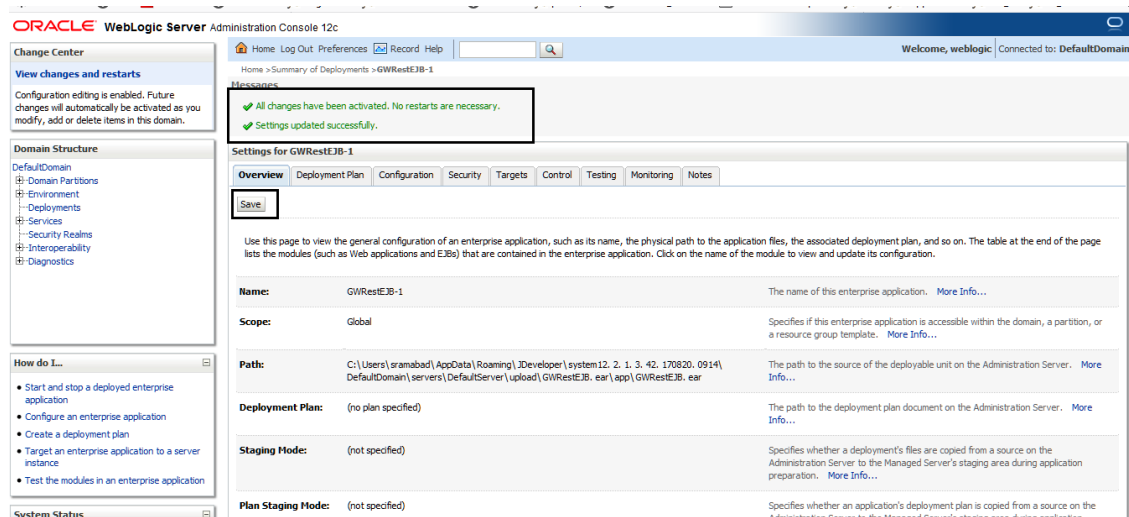 ORACLE WebLogic Server Administration Console 12c
Change Center
View changes and restarts
Configuration editing is enabled. Future
changes will automatically be activated as you
modify, add or delete items in this domain.
Domain Structure
DefaultDomain
Domain Partitions
Environment
Deployments
Services
Security Realms
Interoperability
Diagnostics
How do I...
Start and stop a deployed enterprise
application
Configure an enterprise application
Create a deployment plan
Target an enterprise application to a server
instance
Test the modules in an enterprise application
System Status
Home Log Out Preferences Record Help
Welcome, weblogic Connected to: DefaultDomain
Home >Summary of Deployments >GWRestEJB-1
Messages
All changes have been activated. No restarts are necessary.
Settings updated successfully.
Settings for GWRestEJB-1
Overview Deployment Plan Configuration Security Targets Control Testing Monitoring Notes
Save
Use this page to view the general configuration of an enterprise application, such as its name, the physical path to the application files, the associated deployment plan, and so on. The table at the end of the page
lists the modules (such as Web applications and EJBs) that are contained in the enterprise application. Click on the name of the module to view and update its configuration.
Name: GWRestEJB-1 The name of this enterprise application. More Info...
Scope: Global Specifies if this enterprise application is accessible within the domain, a partition, or
a resource group template. More Info...
Path: C:\Users\sramabad\AppData\Roaming\JDeveloper\system12. 2. 1. 3. 42. 170820. 0914\ The path to the source of the deployable unit on the Administration Server. More
DefaultDomain\servers\DefaultServer\upload\GWRestEJB. ear\app\GWRestEJB. ear Info...
Deployment Plan: (no plan specified) The path to the deployment plan document on the Administration Server. More
Info...
Staging Mode: (not specified) Specifies whether a deployment's files are copied from a source on the
Administration Server to the Managed Server's staging area during application
preparation. More Info...
Plan Staging Mode: (not specified) Specifies whether an application's deployment plan is copied from a source on the
Administration Server to the Managed Server's staging area during application